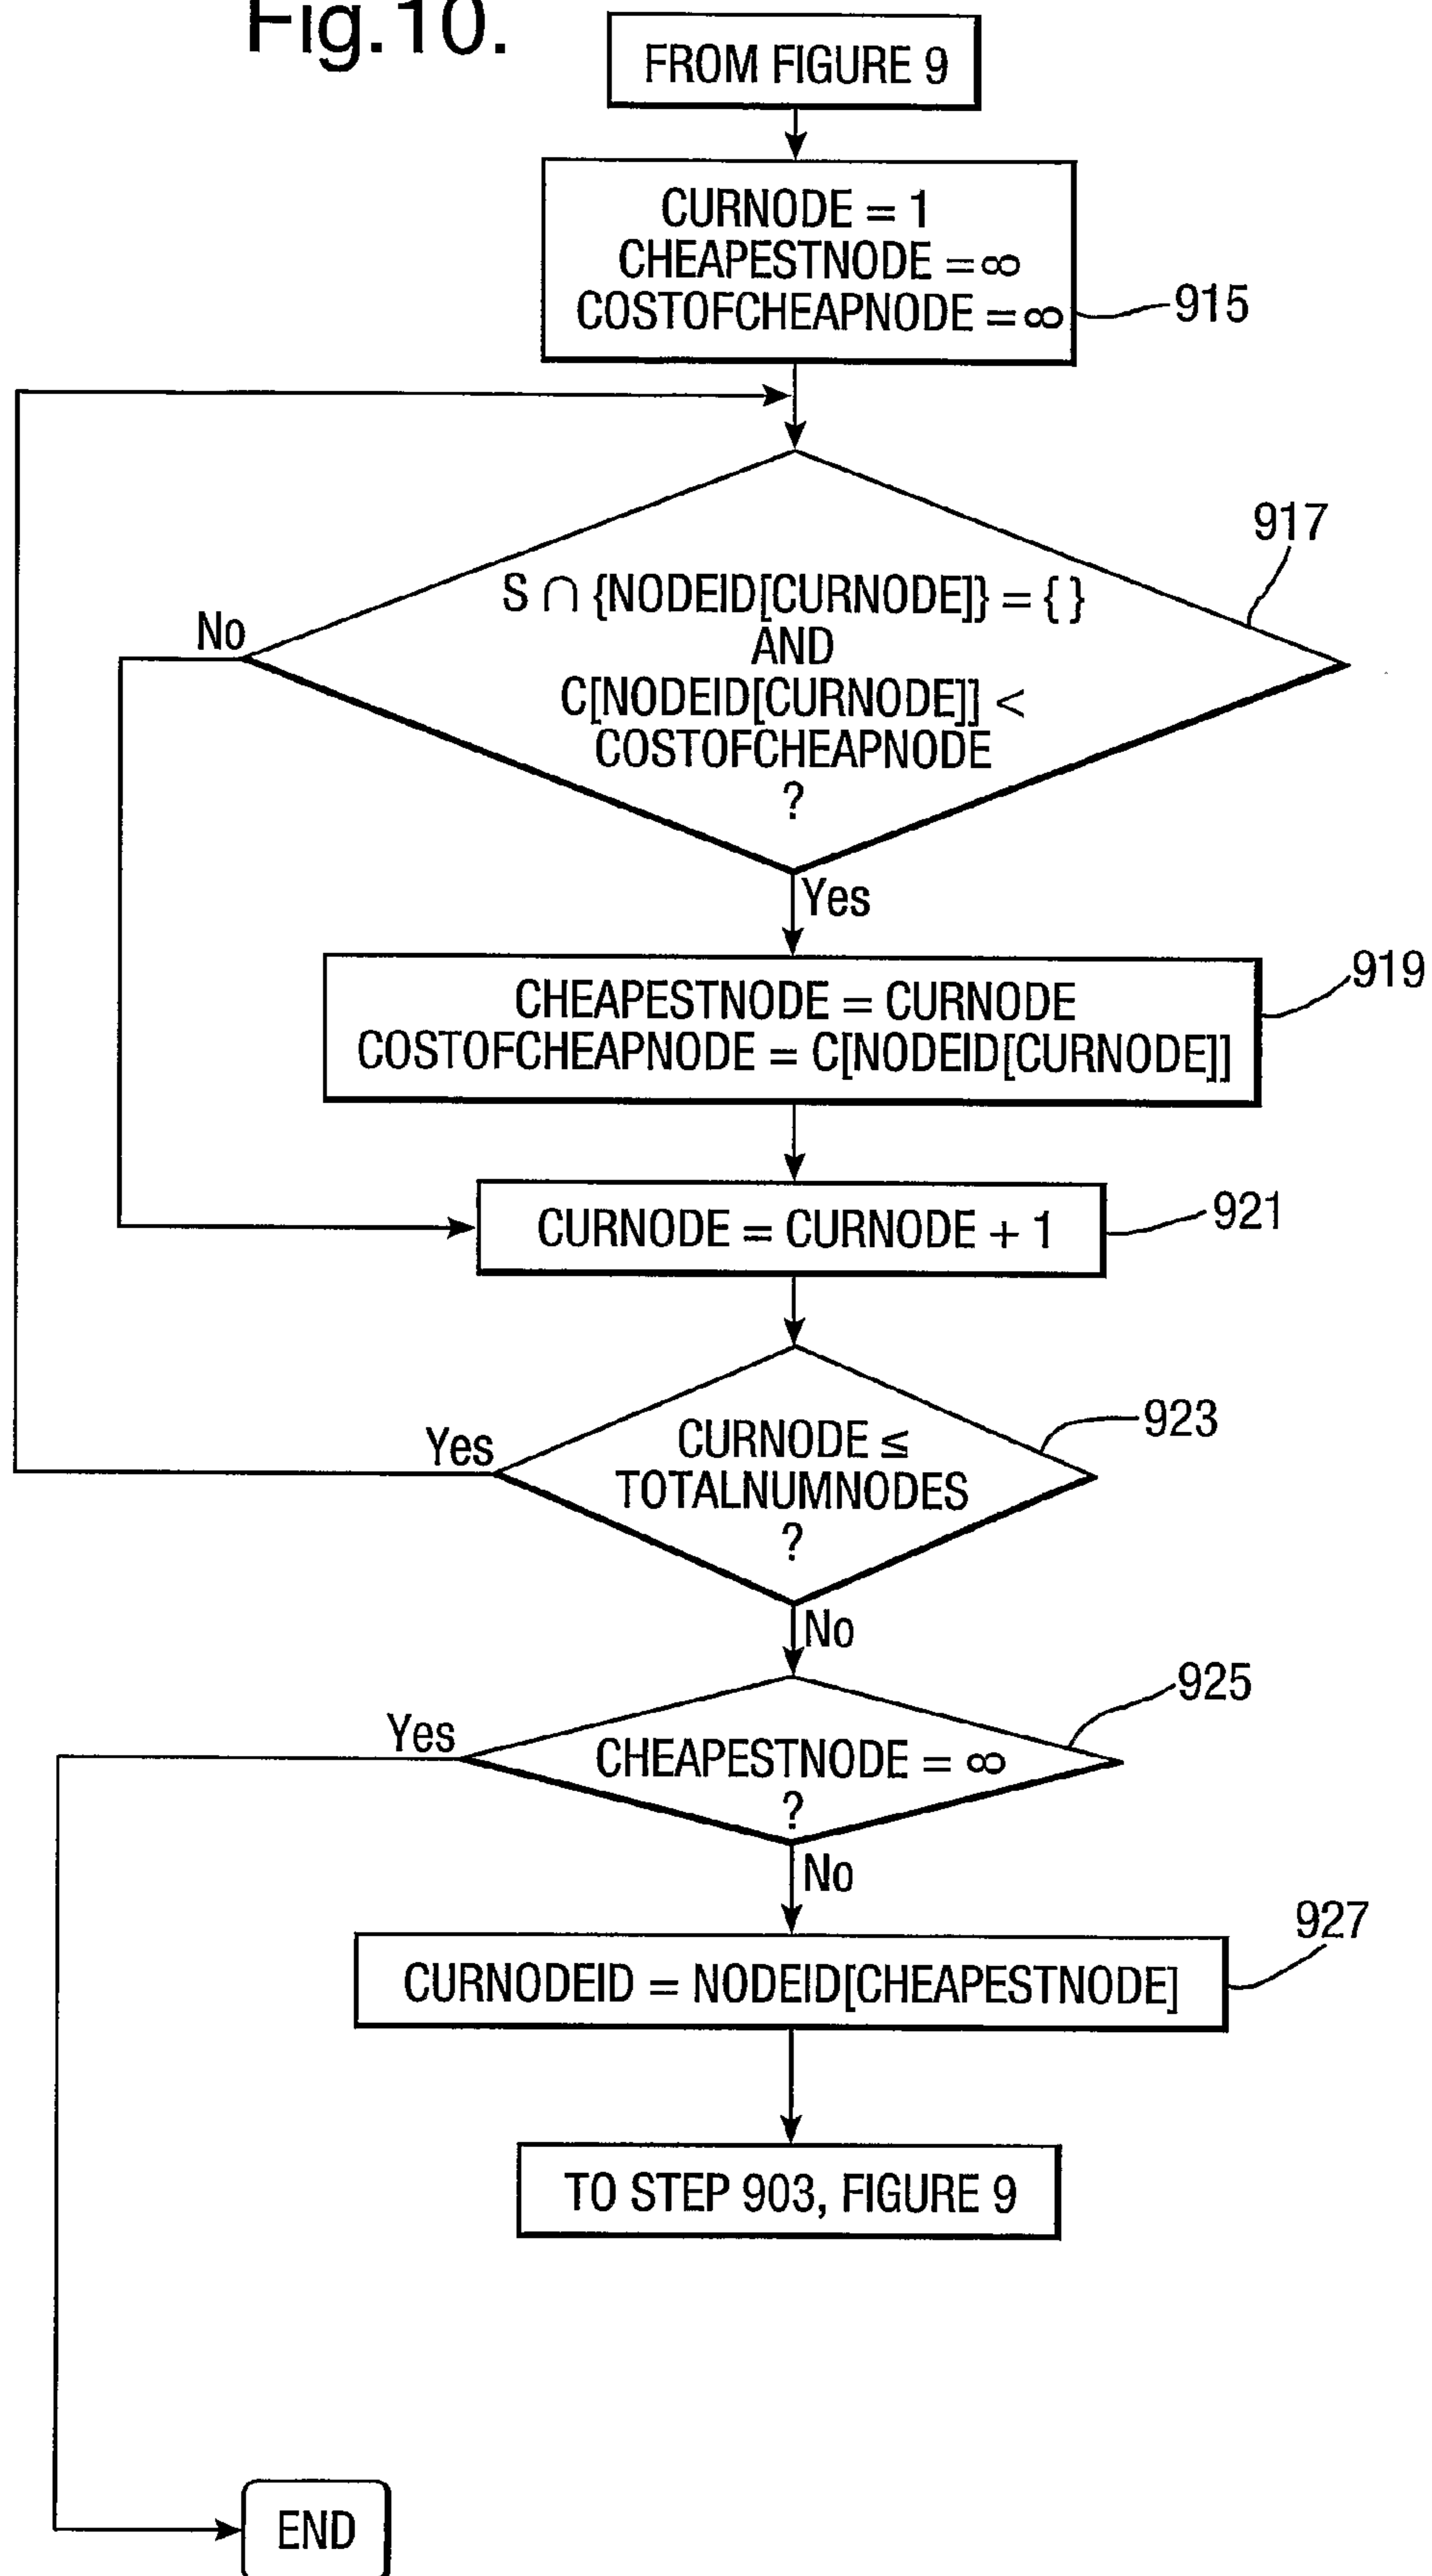 Fig.10.
FROM FIGURE 9
CURNODE = 1
CHEAPESTNODE = ∞
COSTOFCHEAPNODE = ∞
915
917
S ∩ {NODEID[CURNODE]} = { }
AND
C[NODEID[CURNODE]] <
COSTOFCHEAPNODE
?
No
Yes
919
CHEAPESTNODE = CURNODE
COSTOFCHEAPNODE = C[NODEID[CURNODE]]
921
CURNODE = CURNODE + 1
923
CURNODE ≤
TOTALNUMNODES
?
Yes
No
925
CHEAPESTNODE = ∞
?
Yes
No
927
CURNODEID = NODEID[CHEAPESTNODE]
TO STEP 903, FIGURE 9
END